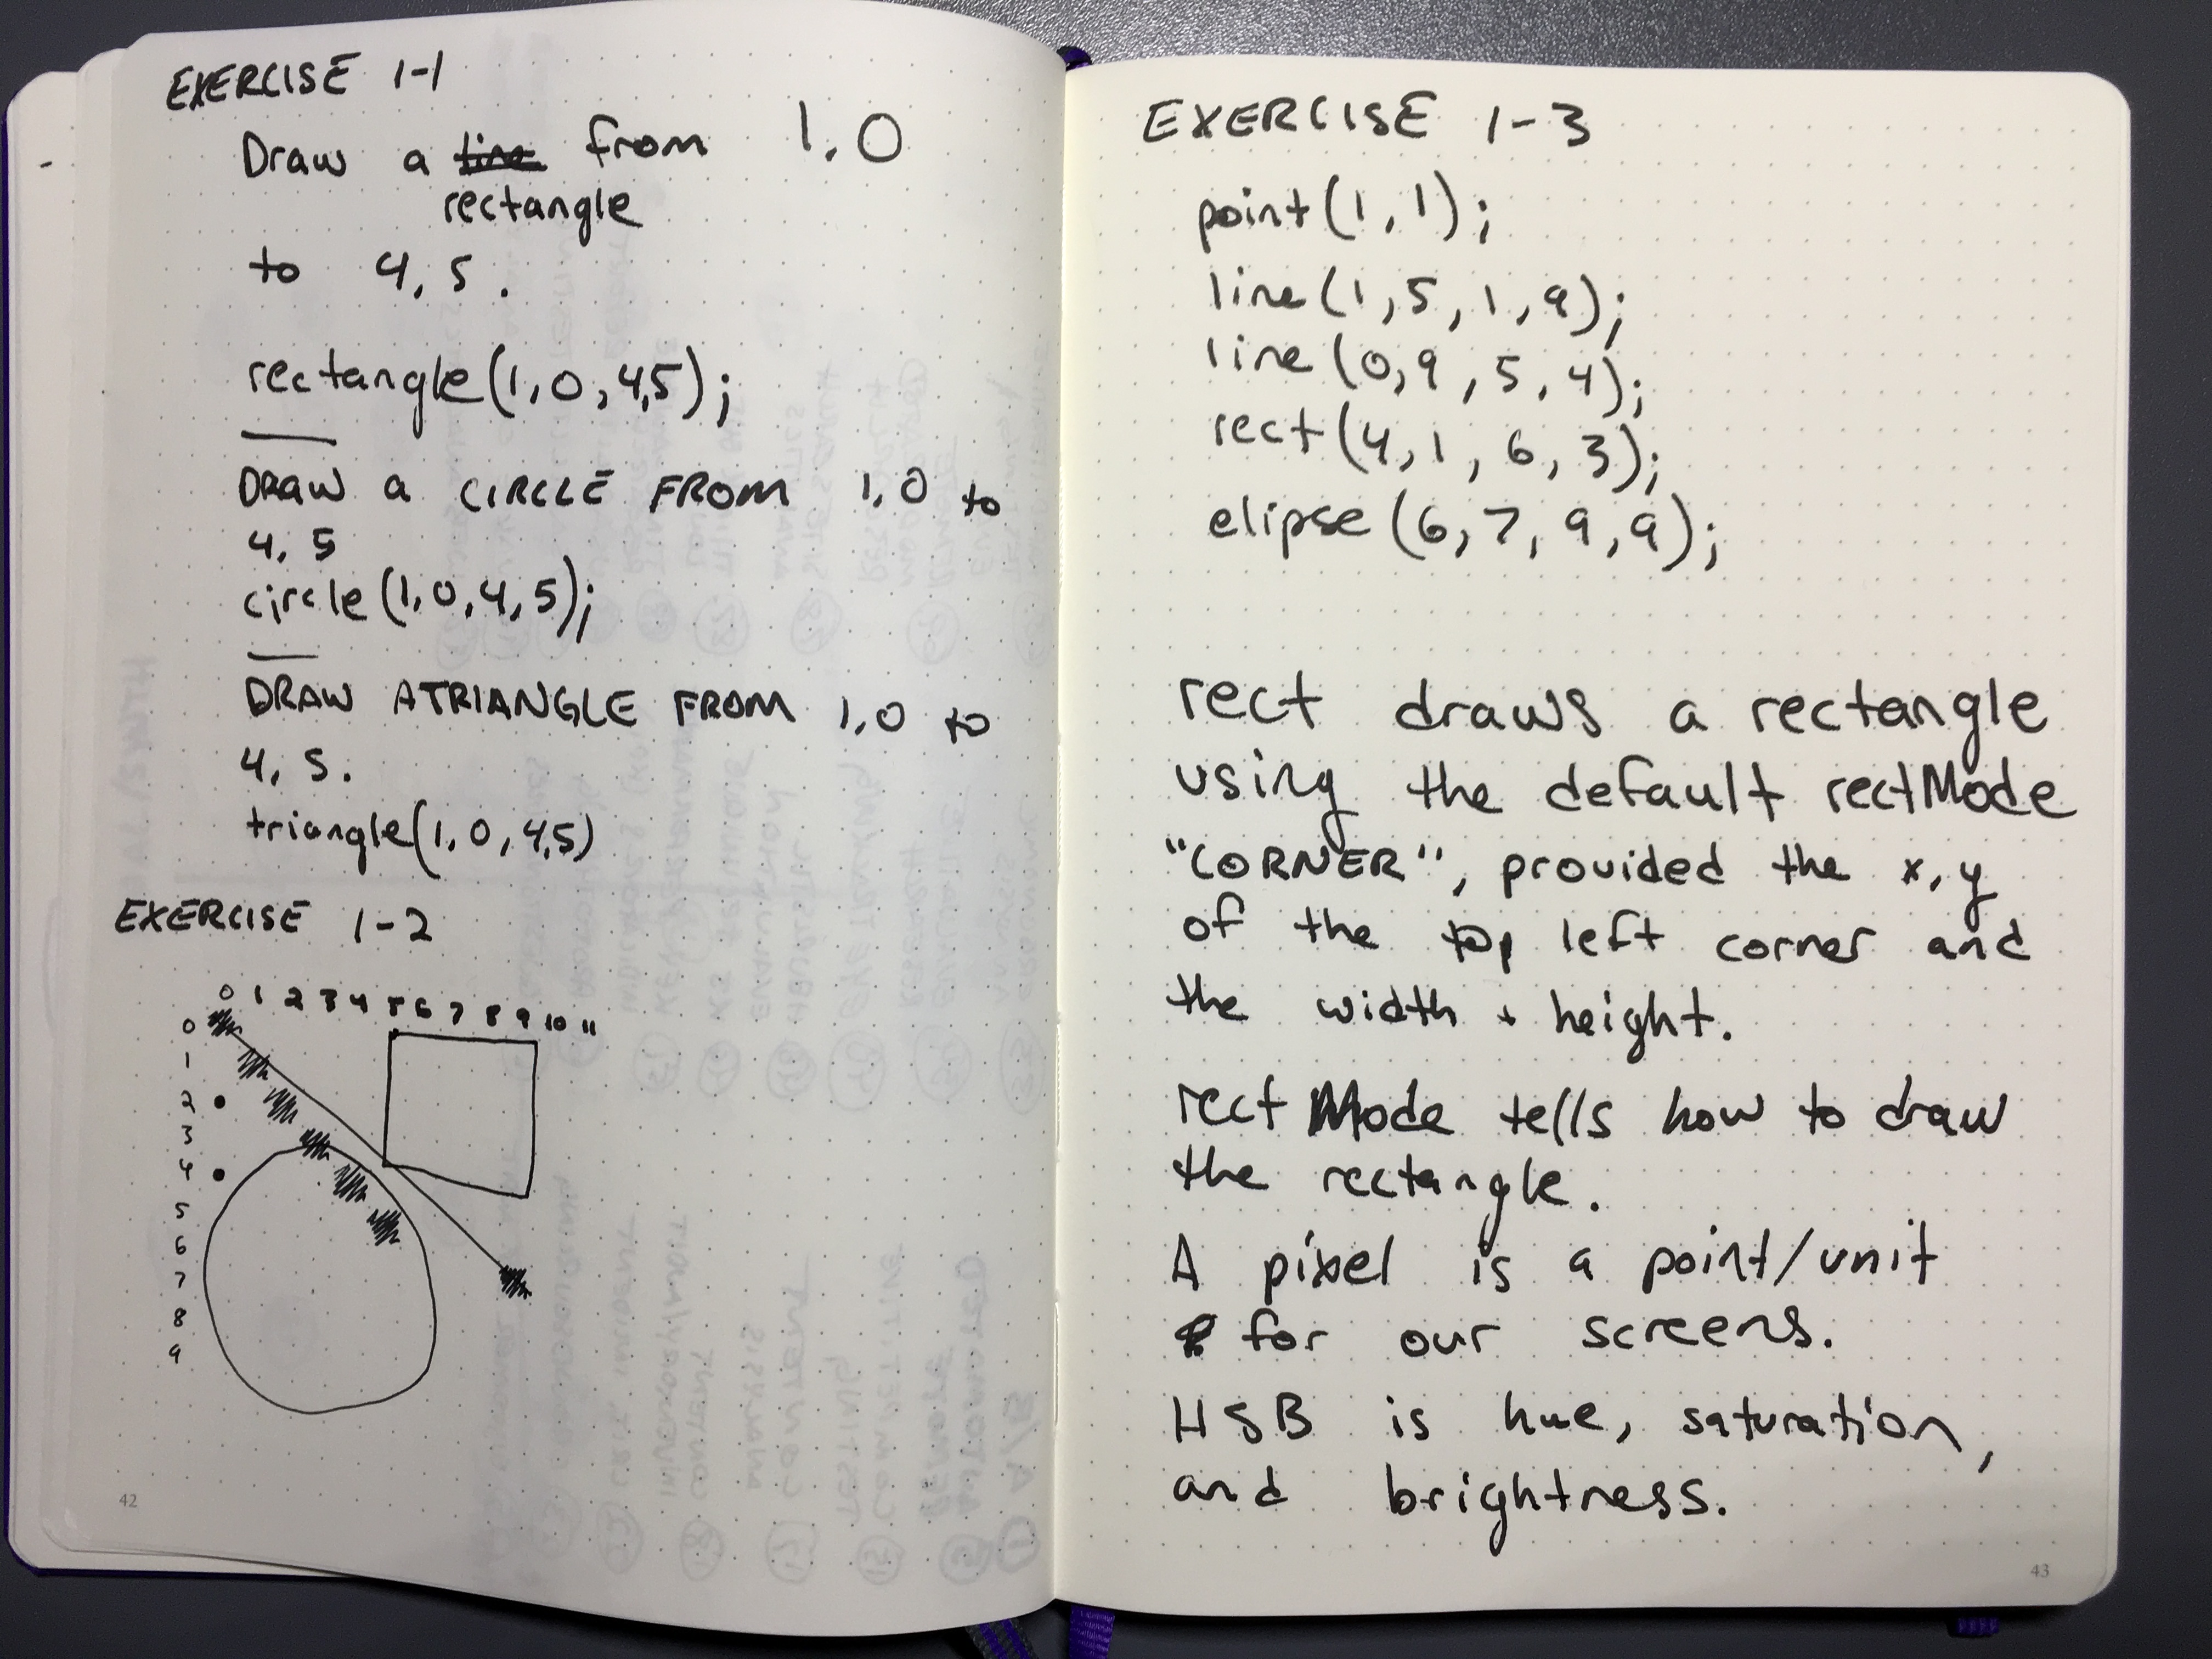 EXERCISE 1-1
Draw a line from 1,0
rectangle
to 4,5.
rectangle(1,0,4,5);
DRAW a CIRCLE FROM 1,0 to
4,5
circle(1,0,4,5);
DRAW A TRIANGLE FROM 1,0 to
4,5.
triangle(1,0,4,5)
EXERCISE 1-2
0 1 2 3 4 5 6 7 8 9 10 11
0
1
2
3
4
5
6
7
8
9
42
EXERCISE 1-3
point(1,1);
line(1,5,1,9);
line(0,9,5,4);
rect(4,1,6,3);
elipse(6,7,9,9);
rect draws a rectangle
using the default rectMode
"CORNER", provided the x,y
of the top left corner and
the width + height.
rectMode tells how to draw
the rectangle.
A pixel is a point/unit
for our screens.
HSB is hue, saturation,
and brightness.
43